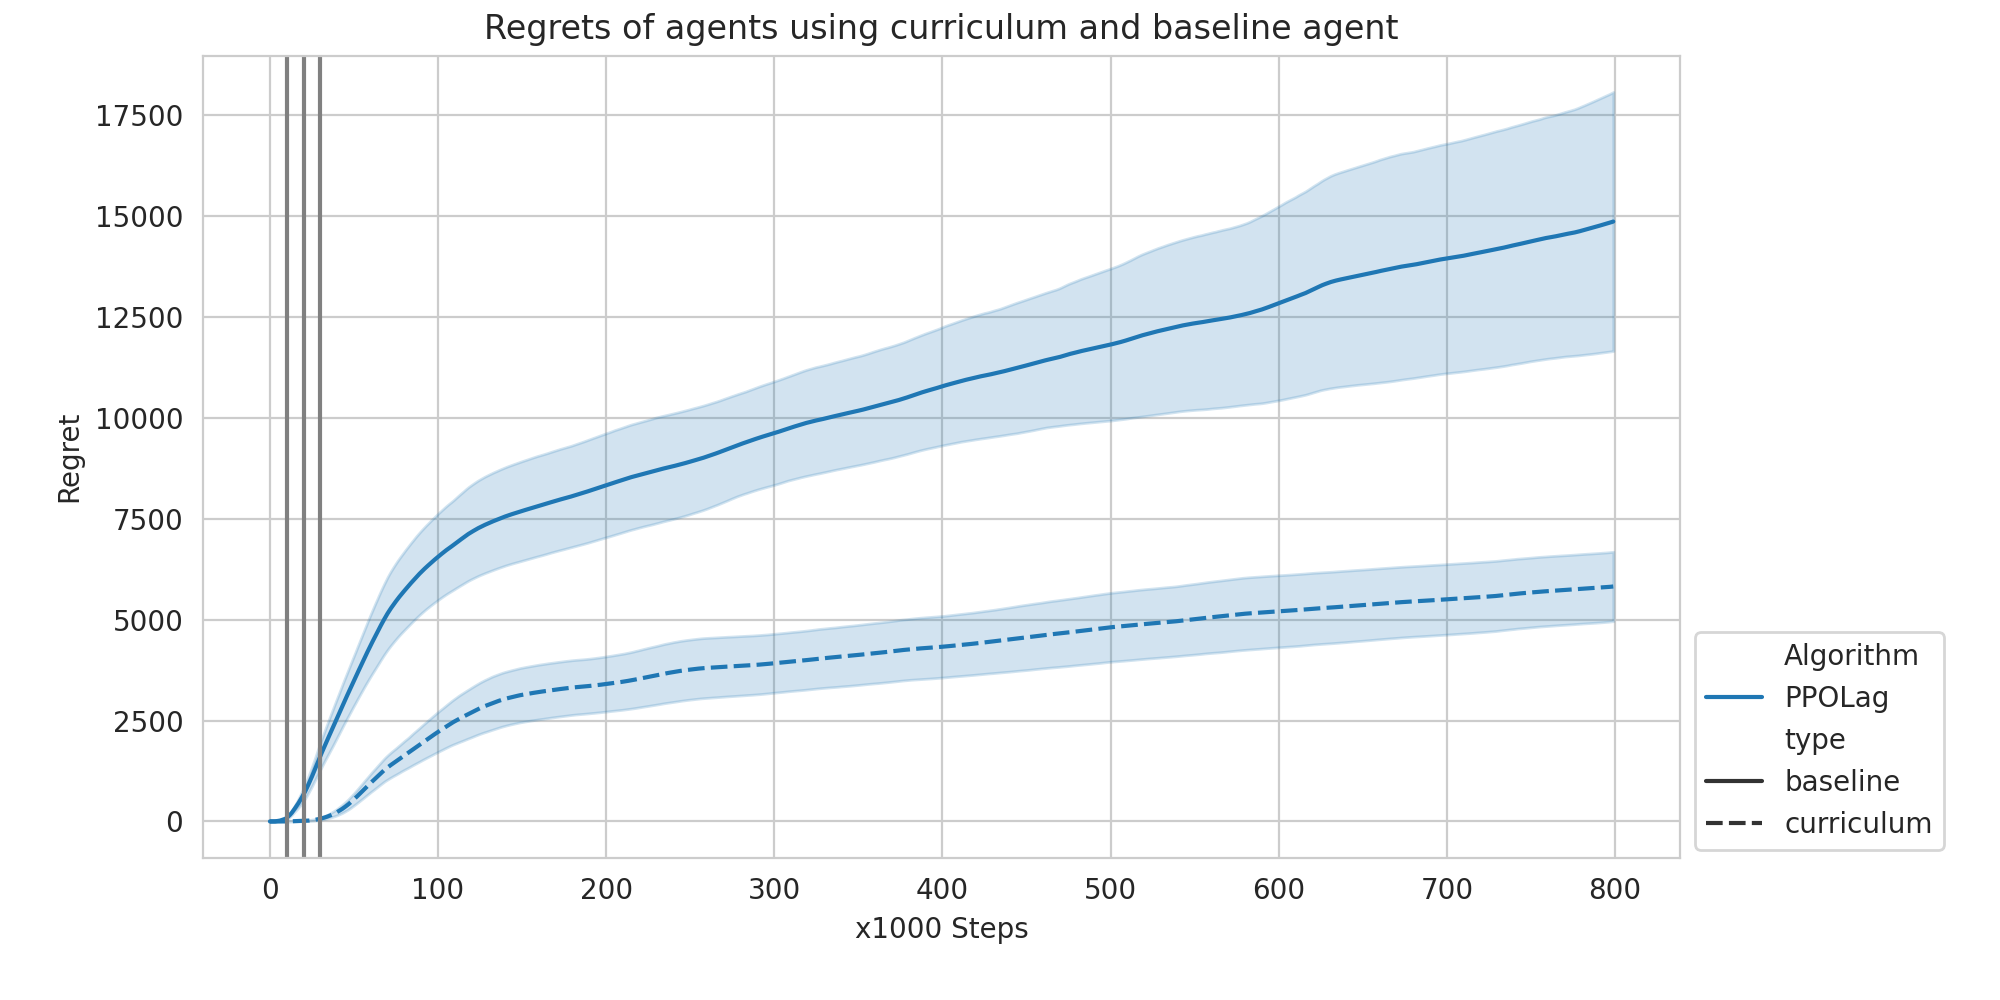 Regrets of agents using curriculum and baseline agent
17500
15000
12500
10000
7500
5000
2500
0
Regret
0 100 200 300 400 500 600 700 800
x1000 Steps
Algorithm
PPOLag
type
baseline
curriculum